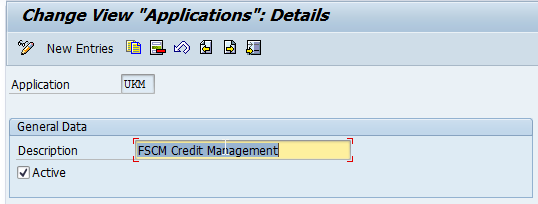 Change View "Applications": Details
New Entries
Application UKM
General Data
Description FSCM Credit Management
Active